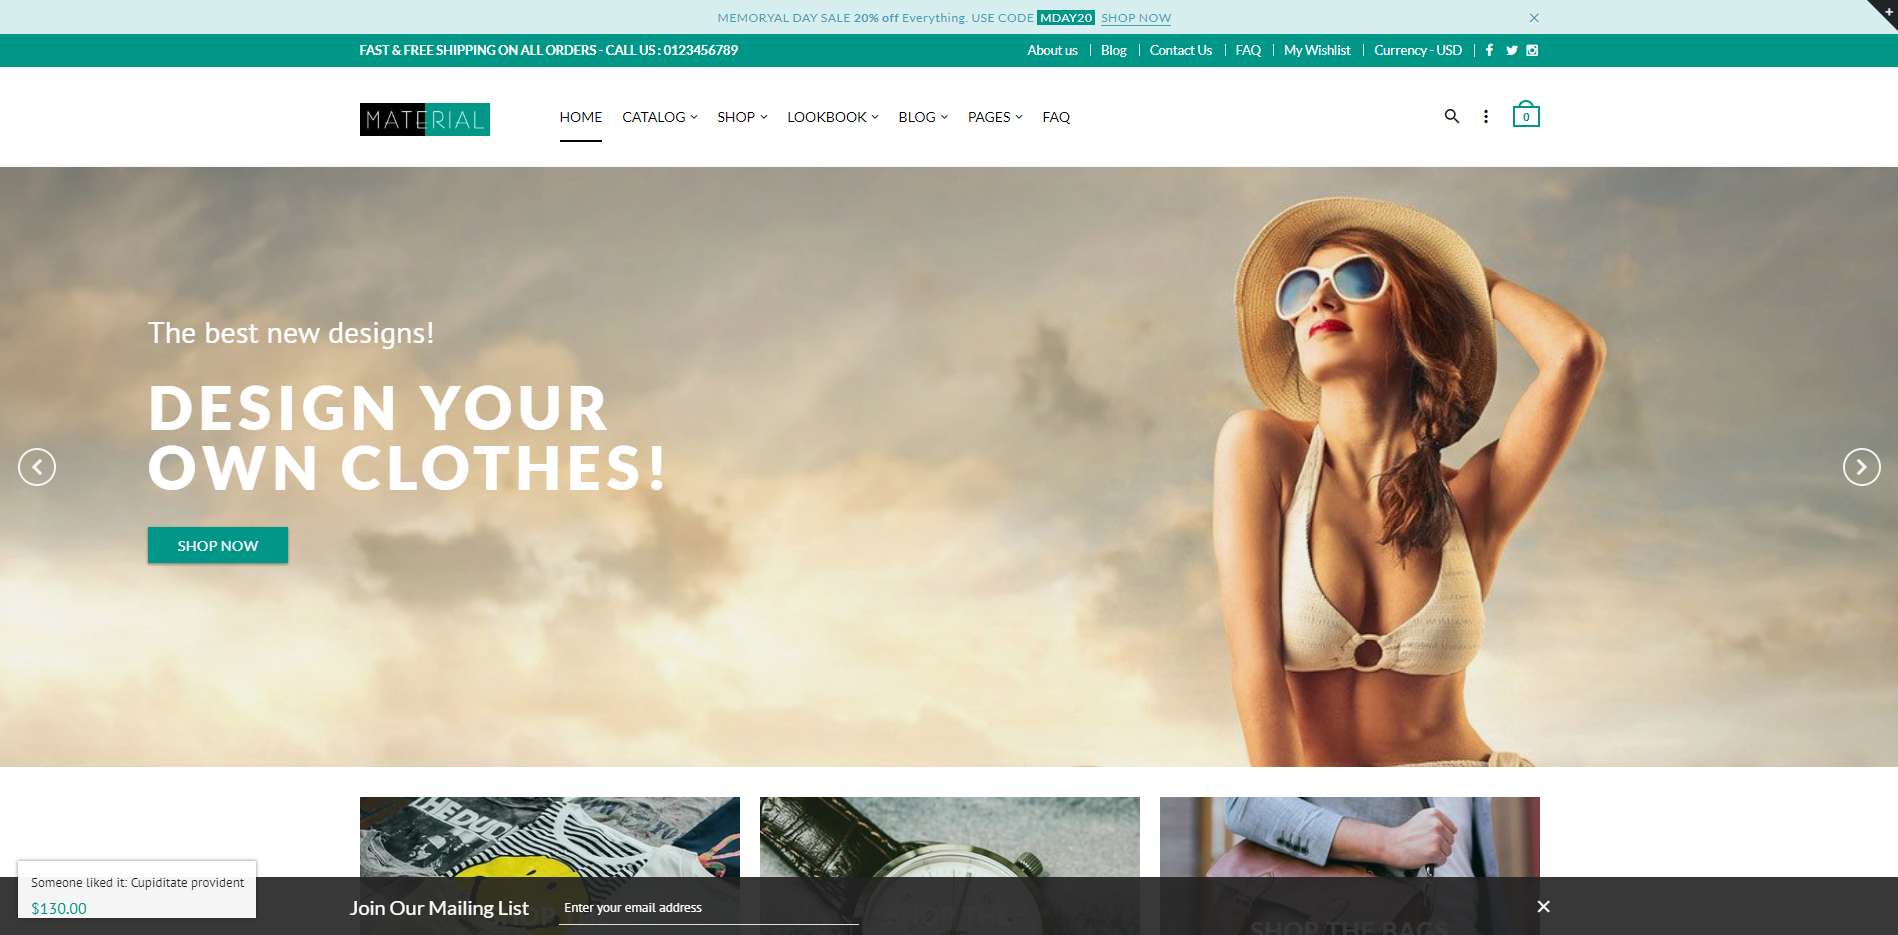 MEMORYAL DAY SALE 20% off Everything. USE CODE MDAY20 SHOP NOW
FAST & FREE SHIPPING ON ALL ORDERS - CALL US : 0123456789
About us | Blog | Contact Us | FAQ | My Wishlist | Currency - USD |
MATERIAL
HOME CATALOG SHOP LOOKBOOK BLOG PAGES FAQ
0
The best new designs!
DESIGN YOUR
OWN CLOTHES!
SHOP NOW
Someone liked it: Cupiditate provident
$130.00
Join Our Mailing List
Enter your email address
SHOP THE BAGS